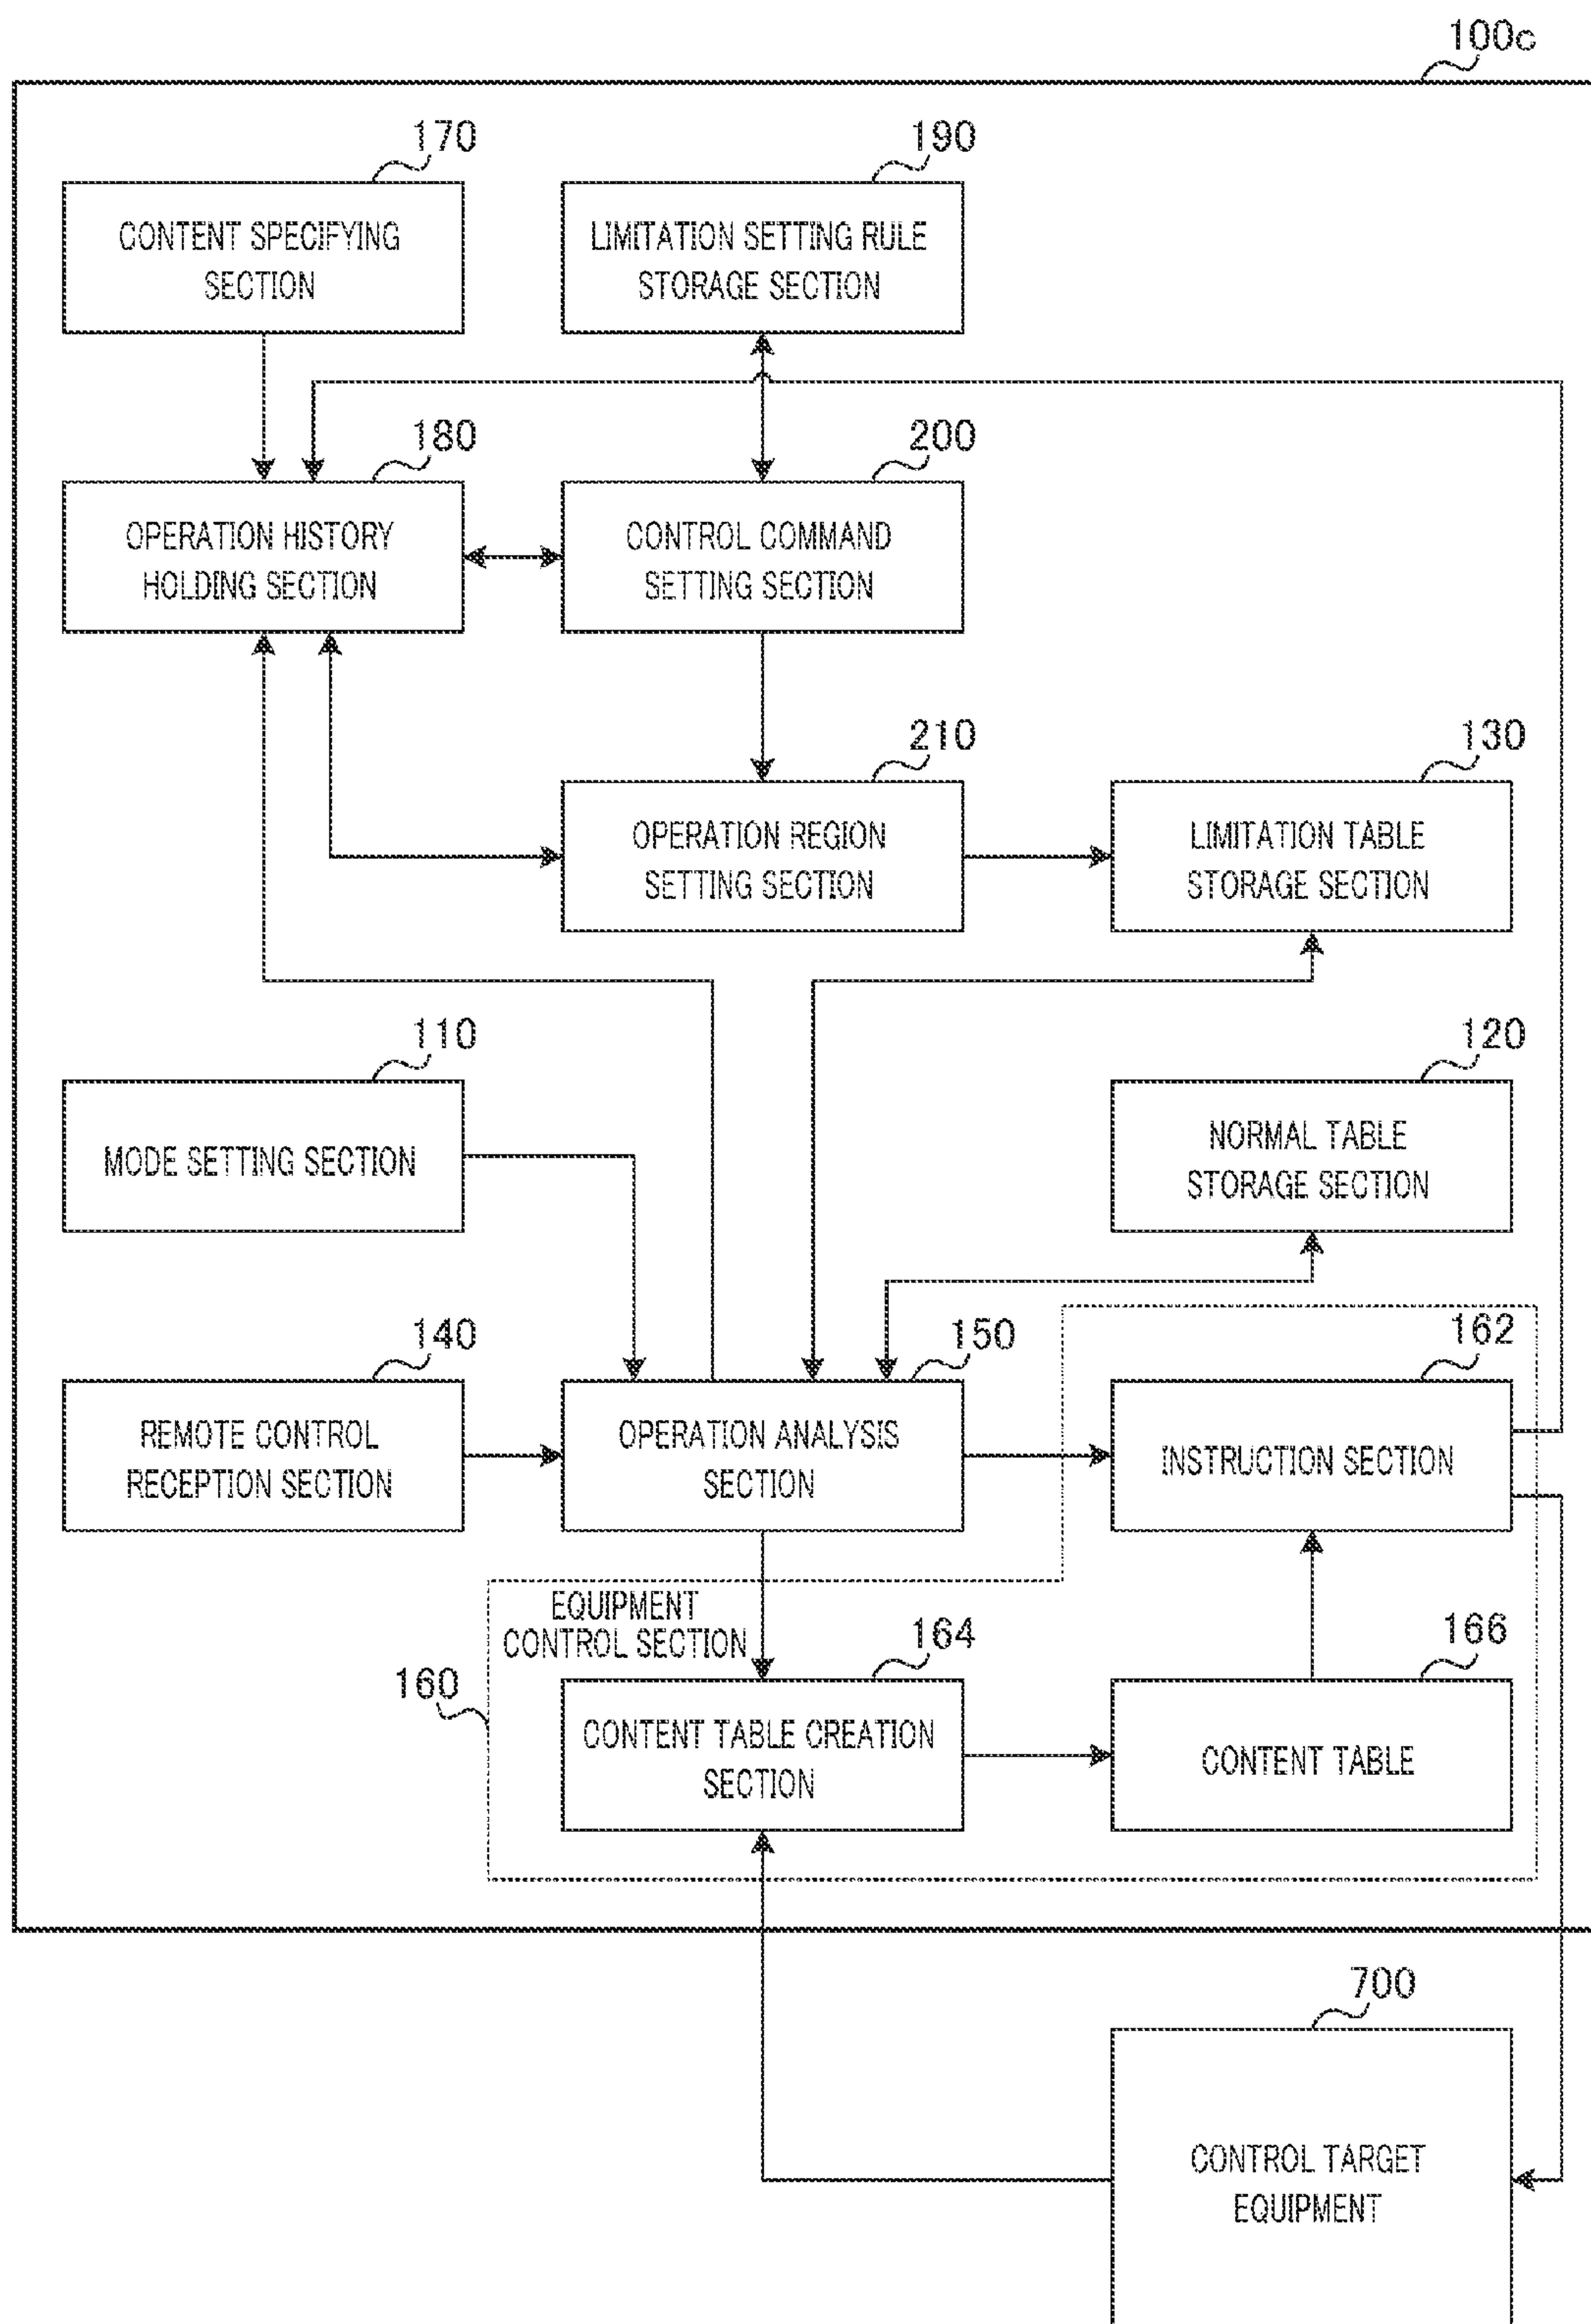 100c
170
190
CONTENT SPECIFYING
SECTION
LIMITATION SETTING RULE
STORAGE SECTION
180
200
OPERATION HISTORY
HOLDING SECTION
CONTROL COMMAND
SETTING SECTION
210
130
OPERATION REGION
SETTING SECTION
LIMITATION TABLE
STORAGE SECTION
110
120
MODE SETTING SECTION
NORMAL TABLE
STORAGE SECTION
140
150
162
REMOTE CONTROL
RECEPTION SECTION
OPERATION ANALYSIS
SECTION
INSTRUCTION SECTION
EQUIPMENT
CONTROL SECTION
160
164
166
CONTENT TABLE CREATION
SECTION
CONTENT TABLE
700
CONTROL TARGET
EQUIPMENT